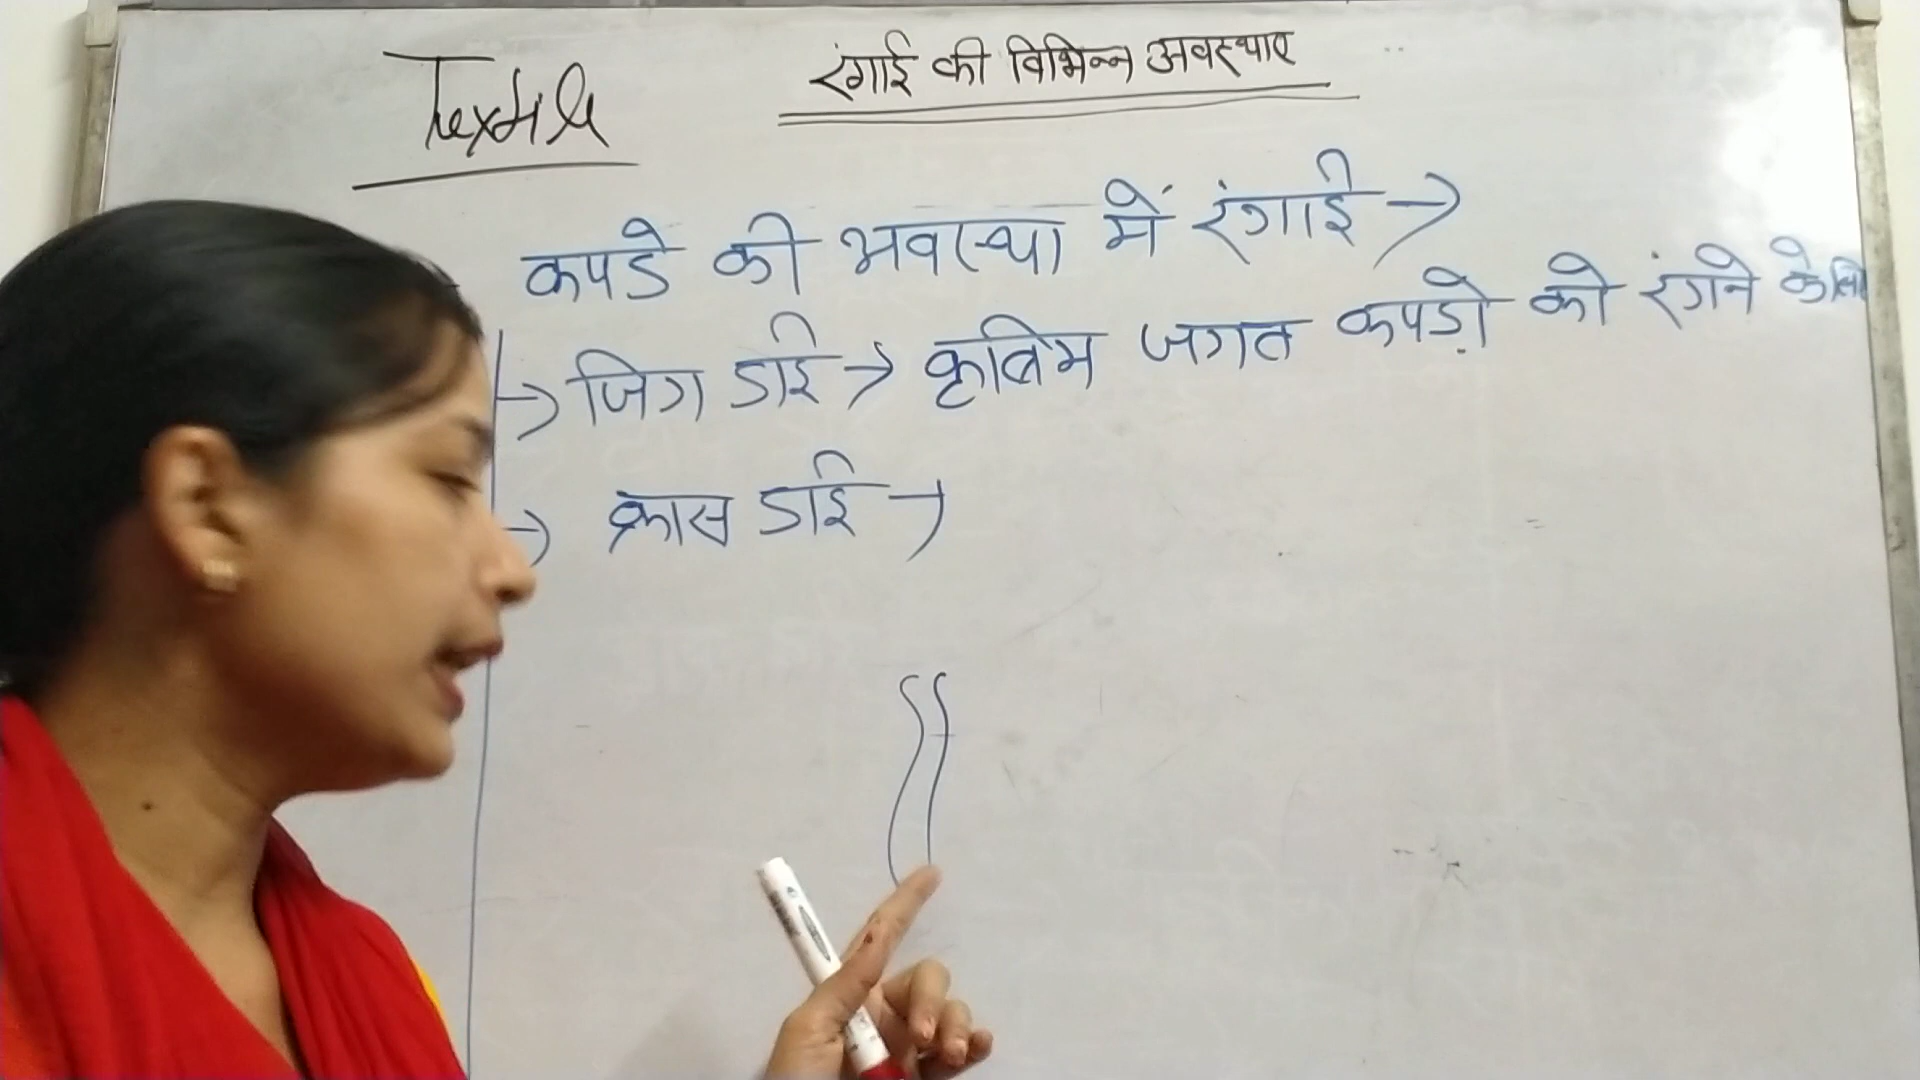 Textile
रंगाई की विभिन्न अवस्थाए
कपडे की अवस्था में रंगाई →
→ जिग डाई → कृत्रिम जगत कपड़ो को रंगने के लिए
→ क्रास डाई →